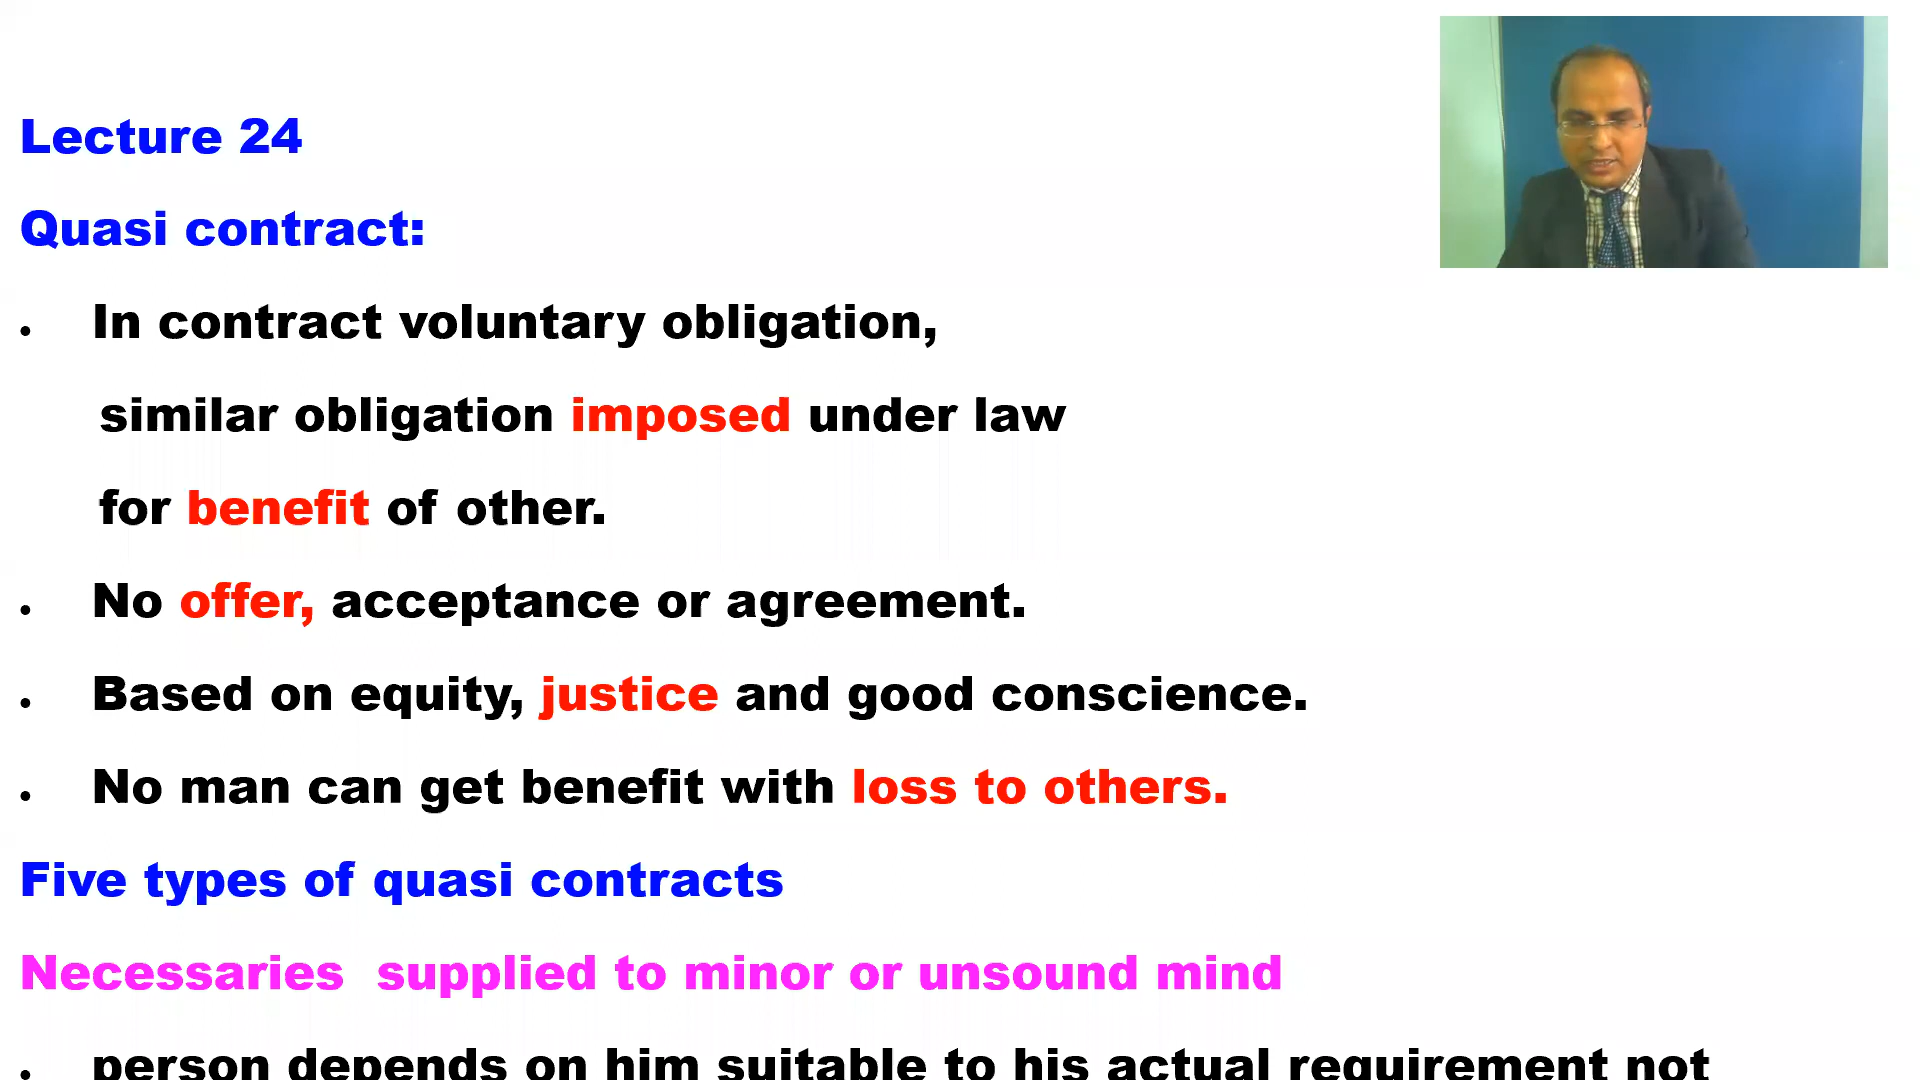 Lecture 24
Quasi contract:
• In contract voluntary obligation,
similar obligation imposed under law
for benefit of other.
• No offer, acceptance or agreement.
• Based on equity, justice and good conscience.
• No man can get benefit with loss to others.
Five types of quasi contracts
Necessaries  supplied to minor or unsound mind
• person depends on him suitable to his actual requirement not